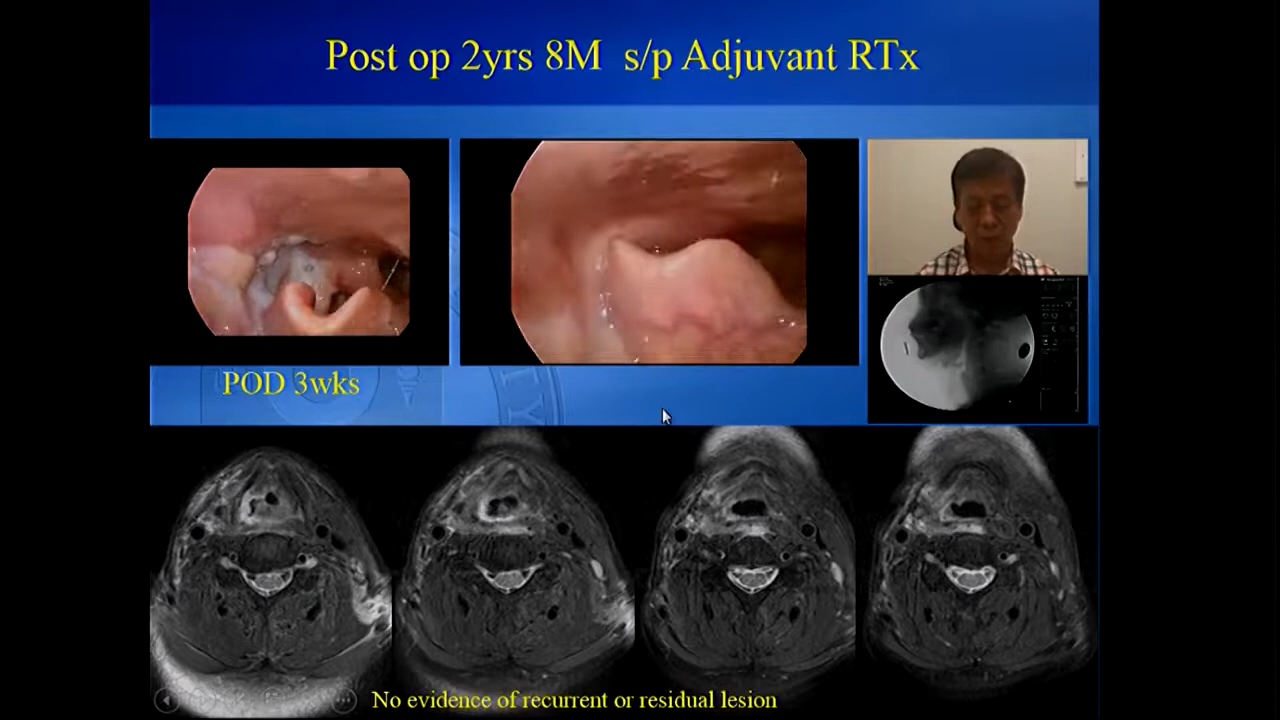 Post op 2yrs 8M s/p Adjuvant RTx
POD 3wks
No evidence of recurrent or residual lesion